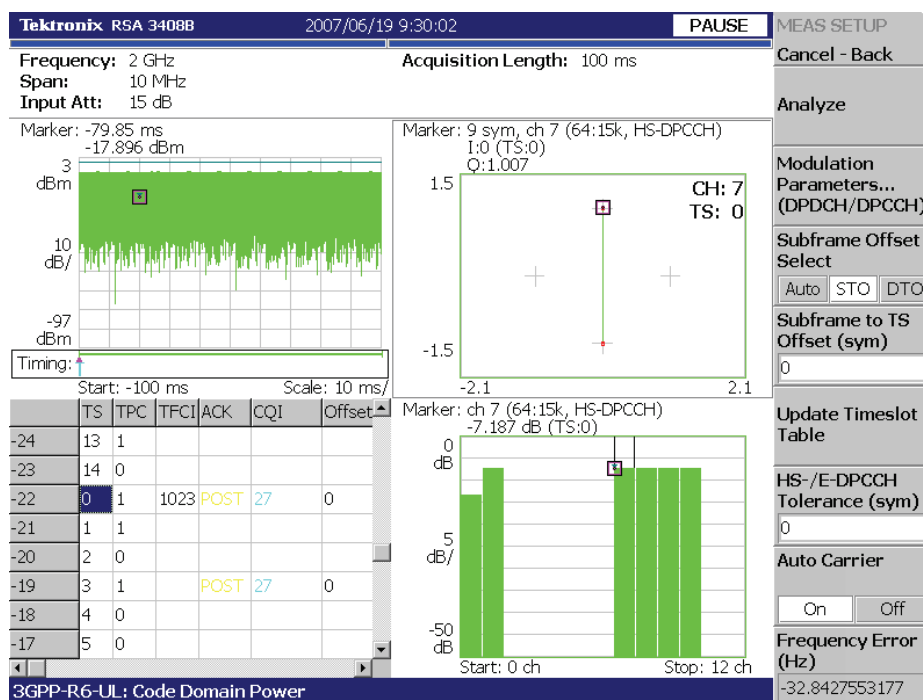 Tektronix RSA 3408B 2007/06/19 9:30:02 PAUSE
Frequency: 2 GHz
Span: 10 MHz
Input Att: 15 dB
Acquisition Length: 100 ms
Marker: -79.85 ms
-17.896 dBm
3
dBm
10
dB/
-97
dBm
Timing:
Start: -100 ms Scale: 10 ms/
Marker: 9 sym, ch 7 (64:15k, HS-DPCCH)
I:0 (TS:0)
Q:1.007
1.5
CH: 7
TS: 0
-1.5
-2.1 2.1
TS TPC TFCI ACK CQI Offset
-24 13 1
-23 14 0
-22 0 1 1023 POST 27 0
-21 1 1
-20 2 0
-19 3 1 POST 27 0
-18 4 0
-17 5 0
Marker: ch 7 (64:15k, HS-DPCCH)
-7.187 dB (TS:0)
0
dB
5
dB/
-50
dB
Start: 0 ch Stop: 12 ch
3GPP-R6-UL: Code Domain Power
MEAS SETUP
Cancel - Back
Analyze
Modulation
Parameters...
(DPDCH/DPCCH)
Subframe Offset
Select
Auto STO DTO
Subframe to TS
Offset (sym)
0
Update Timeslot
Table
HS-/E-DPCCH
Tolerance (sym)
0
Auto Carrier
On Off
Frequency Error
(Hz)
-32.8427553177